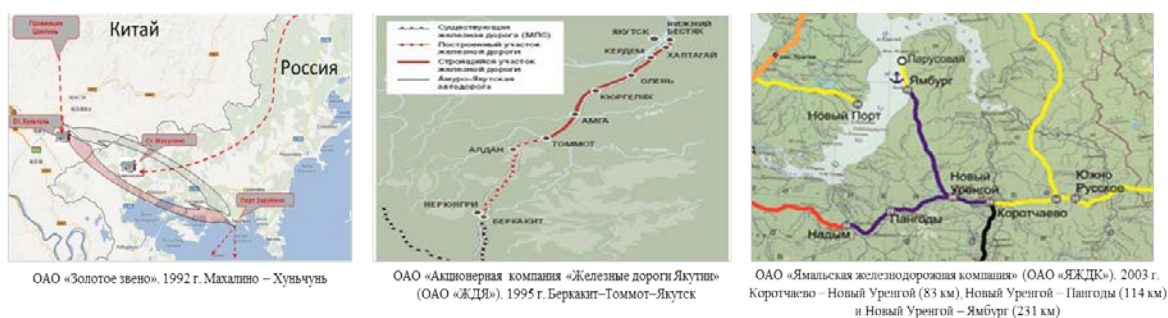 Провинция
Цзилинь
Китай
Россия
Ст. Хуньчунь
Ст. Махалино
Порт Зарубино
ОАО «Золотое звено». 1992 г. Махалино – Хуньчунь
Существующая
железная дорога (МПС)
Построенный участок
железной дороги
Строящийся участок
железной дороги
Амуро-Якутская
автодорога
ЯКУТСК
НИЖНИЙ
БЕСТЯХ
КЕРДЕМ
ХАПТАГАЙ
ОЛЕНЬ
КЮРГЕЛЯХ
АМГА
ТОММОТ
АЛДАН
НЕРЮНГРИ
БЕРКАКИТ
ОАО «Акционерная компания «Железные дороги Якутии»
(ОАО «ЖДЯ»). 1995 г. Беркакит–Томмот–Якутск
Парусовая
Ямбург
Новый Порт
Новый
Уренгой
Южно
Русское
Коротчаево
Пангоды
Надым
ОАО «Ямальская железнодорожная компания» (ОАО «ЯЖДК»). 2003 г.
Коротчаево – Новый Уренгой (83 км), Новый Уренгой – Пангоды (114 км)
и Новый Уренгой – Ямбург (231 км)